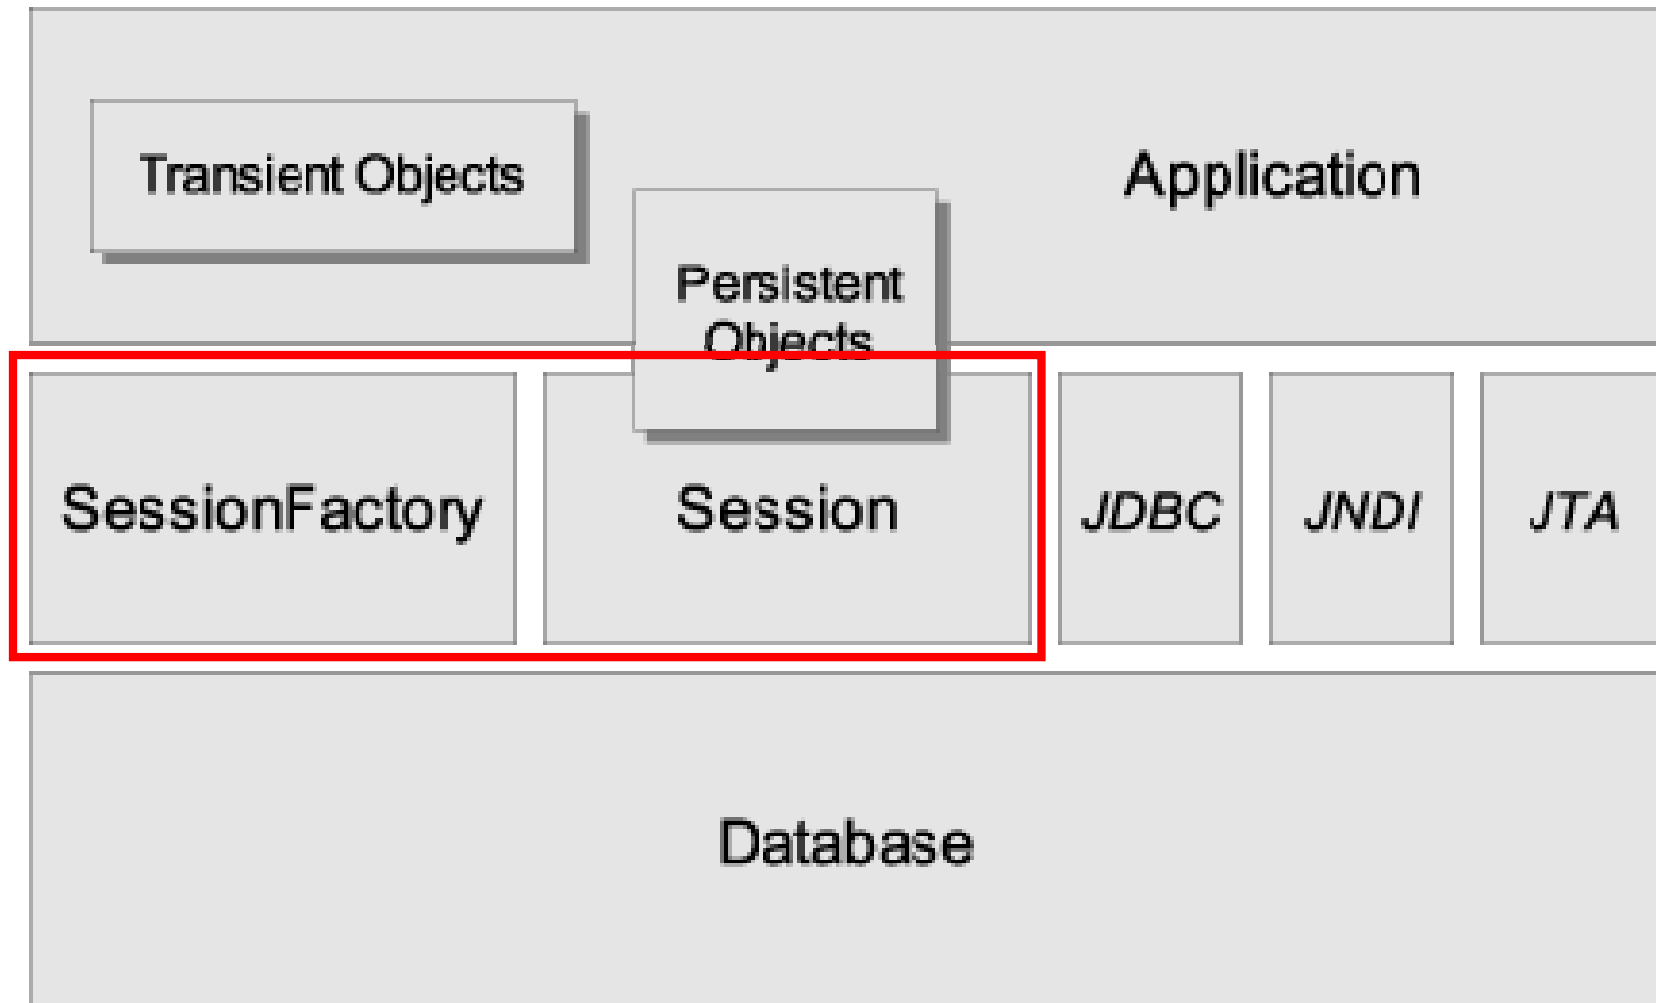 Transient Objects
Application
Persistent
Objects
SessionFactory
Session
JDBC
JNDI
JTA
Database